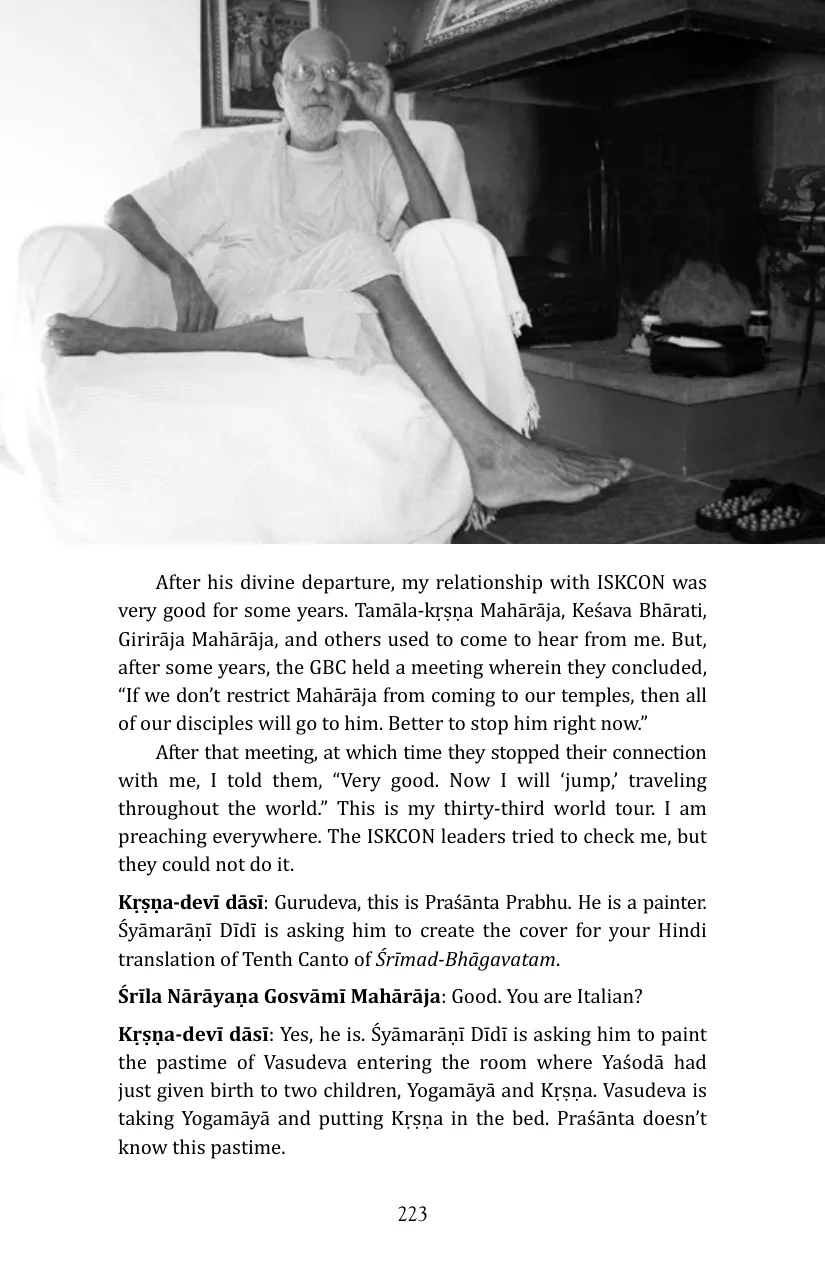 After his divine departure, my relationship with ISKCON was
very good for some years. Tamāla-kṛṣṇa Mahārāja, Keśava Bhārati,
Girirāja Mahārāja, and others used to come to hear from me. But,
after some years, the GBC held a meeting wherein they concluded,
“If we don’t restrict Mahārāja from coming to our temples, then all
of our disciples will go to him. Better to stop him right now.”
After that meeting, at which time they stopped their connection
with me, I told them, “Very good. Now I will ‘jump,’ traveling
throughout the world.” This is my thirty-third world tour. I am
preaching everywhere. The ISKCON leaders tried to check me, but
they could not do it.
Kṛṣṇa-devī dāsī: Gurudeva, this is Praśānta Prabhu. He is a painter.
Śyāmarāṇī Dīdī is asking him to create the cover for your Hindi
translation of Tenth Canto of Śrīmad-Bhāgavatam.
Śrīla Nārāyaṇa Gosvāmī Mahārāja: Good. You are Italian?
Kṛṣṇa-devī dāsī: Yes, he is. Śyāmarāṇī Dīdī is asking him to paint
the pastime of Vasudeva entering the room where Yaśodā had
just given birth to two children, Yogamāyā and Kṛṣṇa. Vasudeva is
taking Yogamāyā and putting Kṛṣṇa in the bed. Praśānta doesn’t
know this pastime.
223